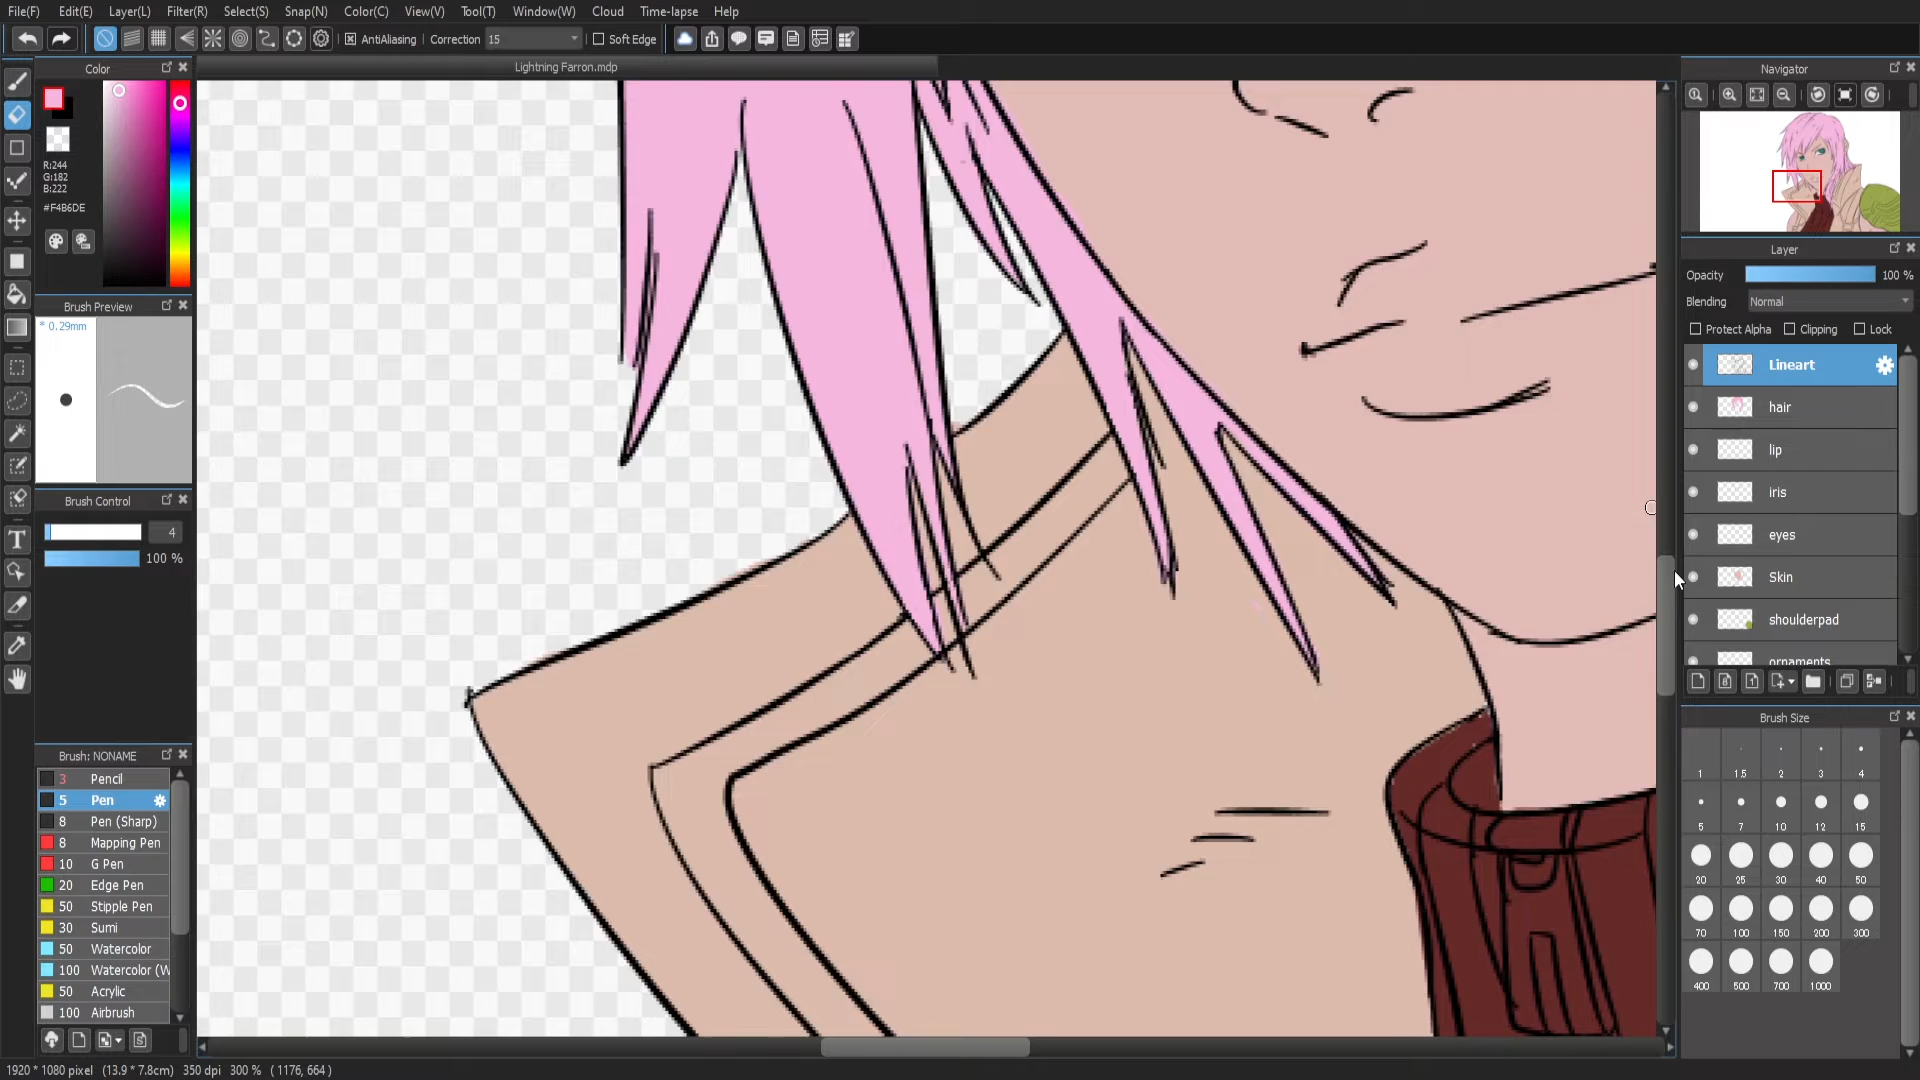 File(F) Edit(E) Layer(L) Filter(R) Select(S) Snap(N) Color(C) View(V) Tool(T) Window(W) Cloud Time-lapse Help
AntiAliasing Correction 15 Soft Edge
Color
R:244
G:182
B:222
#F4B6DE
Brush Preview
* 0.29mm
Brush Control
4
100 %
Brush: NONAME
3 Pencil
5 Pen
8 Pen (Sharp)
8 Mapping Pen
10 G Pen
20 Edge Pen
50 Stipple Pen
30 Sumi
50 Watercolor
100 Watercolor (W
50 Acrylic
100 Airbrush
Lightning Farron.mdp
Navigator
Layer
Opacity 100 %
Blending Normal
Protect Alpha Clipping Lock
Lineart
hair
lip
iris
eyes
Skin
shoulderpad
ornaments
Brush Size
1 1.5 2 3 4
5 7 10 12 15
20 25 30 40 50
70 100 150 200 300
400 500 700 1000
1920 * 1080 pixel (13.9 * 7.8cm) 350 dpi 300 % ( 1176, 664 )